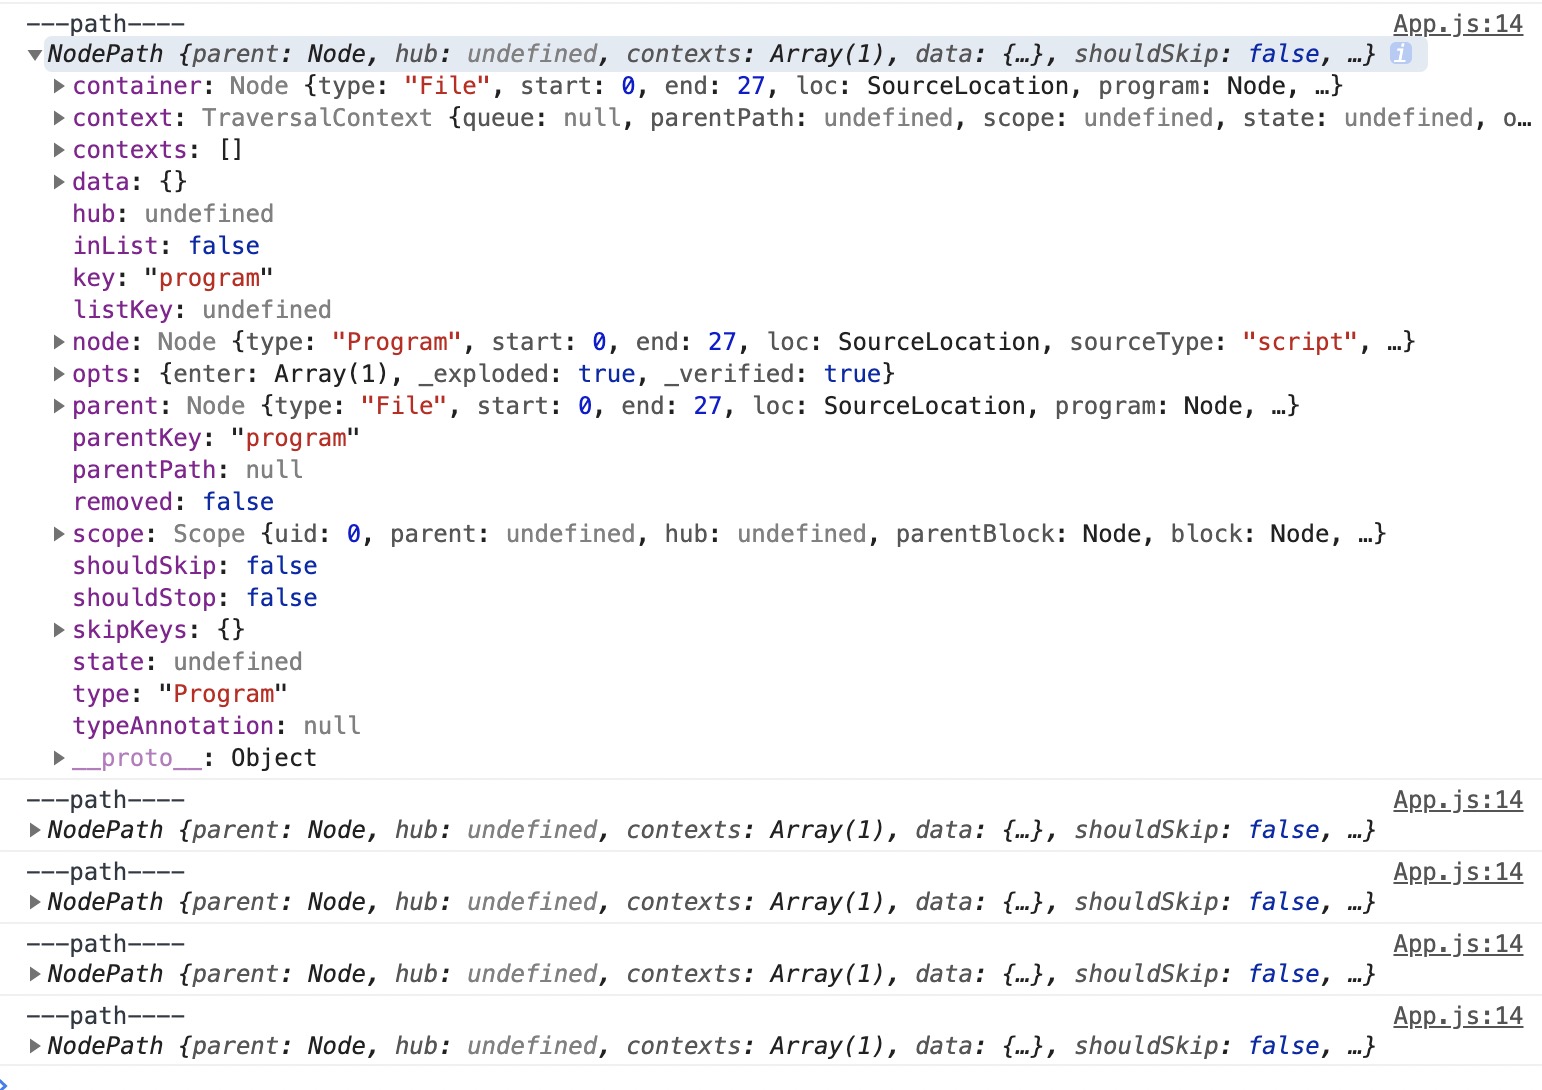 ---path---- App.js:14
▼NodePath {parent: Node, hub: undefined, contexts: Array(1), data: {…}, shouldSkip: false, …} i
▶container: Node {type: "File", start: 0, end: 27, loc: SourceLocation, program: Node, …}
▶context: TraversalContext {queue: null, parentPath: undefined, scope: undefined, state: undefined, o…
▶contexts: []
▶data: {}
hub: undefined
inList: false
key: "program"
listKey: undefined
▶node: Node {type: "Program", start: 0, end: 27, loc: SourceLocation, sourceType: "script", …}
▶opts: {enter: Array(1), _exploded: true, _verified: true}
▶parent: Node {type: "File", start: 0, end: 27, loc: SourceLocation, program: Node, …}
parentKey: "program"
parentPath: null
removed: false
▶scope: Scope {uid: 0, parent: undefined, hub: undefined, parentBlock: Node, block: Node, …}
shouldSkip: false
shouldStop: false
▶skipKeys: {}
state: undefined
type: "Program"
typeAnnotation: null
▶__proto__: Object
---path---- App.js:14
▶NodePath {parent: Node, hub: undefined, contexts: Array(1), data: {…}, shouldSkip: false, …}
---path---- App.js:14
▶NodePath {parent: Node, hub: undefined, contexts: Array(1), data: {…}, shouldSkip: false, …}
---path---- App.js:14
▶NodePath {parent: Node, hub: undefined, contexts: Array(1), data: {…}, shouldSkip: false, …}
---path---- App.js:14
▶NodePath {parent: Node, hub: undefined, contexts: Array(1), data: {…}, shouldSkip: false, …}